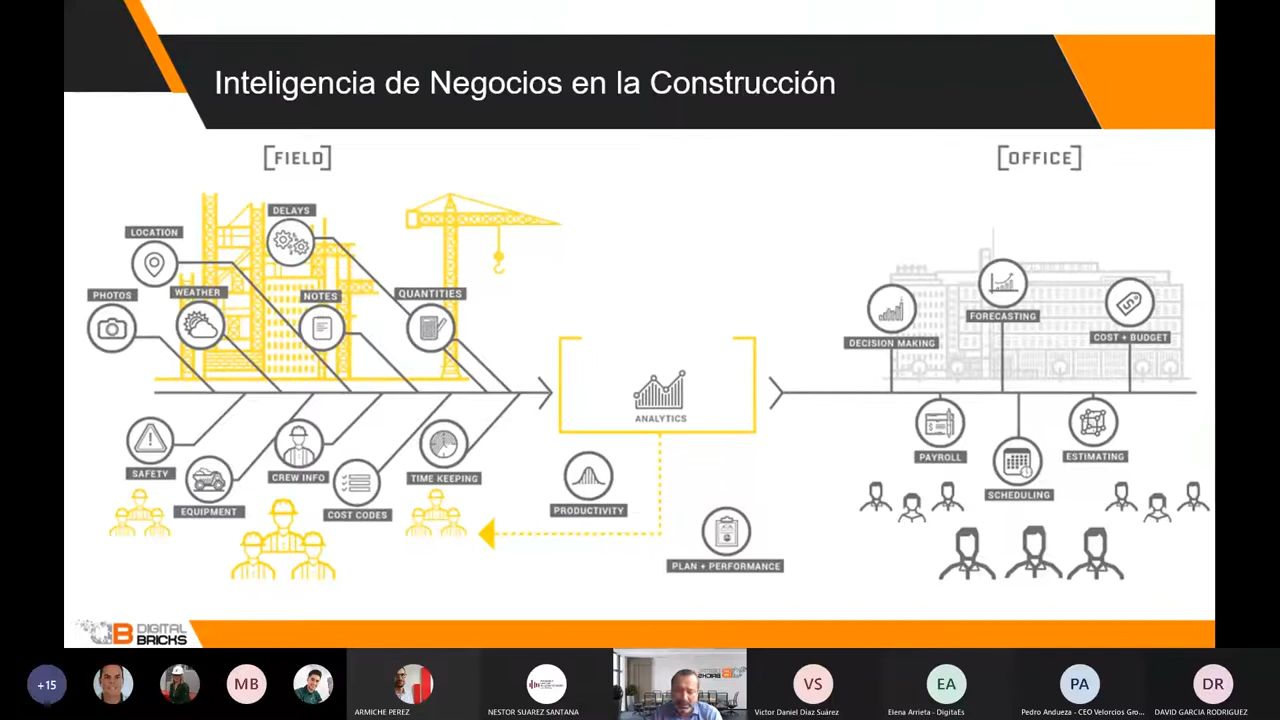 Inteligencia de Negocios en la Construcción
[FIELD]
[OFFICE]
DELAYS
LOCATION
PHOTOS
WEATHER
NOTES
QUANTITIES
FORECASTING
DECISION MAKING
COST + BUDGET
ANALYTICS
SAFETY
EQUIPMENT
CREW INFO
COST CODES
TIME KEEPING
PRODUCTIVITY
PLAN + PERFORMANCE
PAYROLL
SCHEDULING
ESTIMATING
DIGITAL
BRICKS
+15
MB
VS
EA
PA
DR
ARMICHE PEREZ
NESTOR SUAREZ SANTANA
Victor Daniel Díaz Suárez
Elena Arrieta - DigitaEs
Pedro Andueza - CEO Velorcios Gro...
DAVID GARCIA RODRIGUEZ